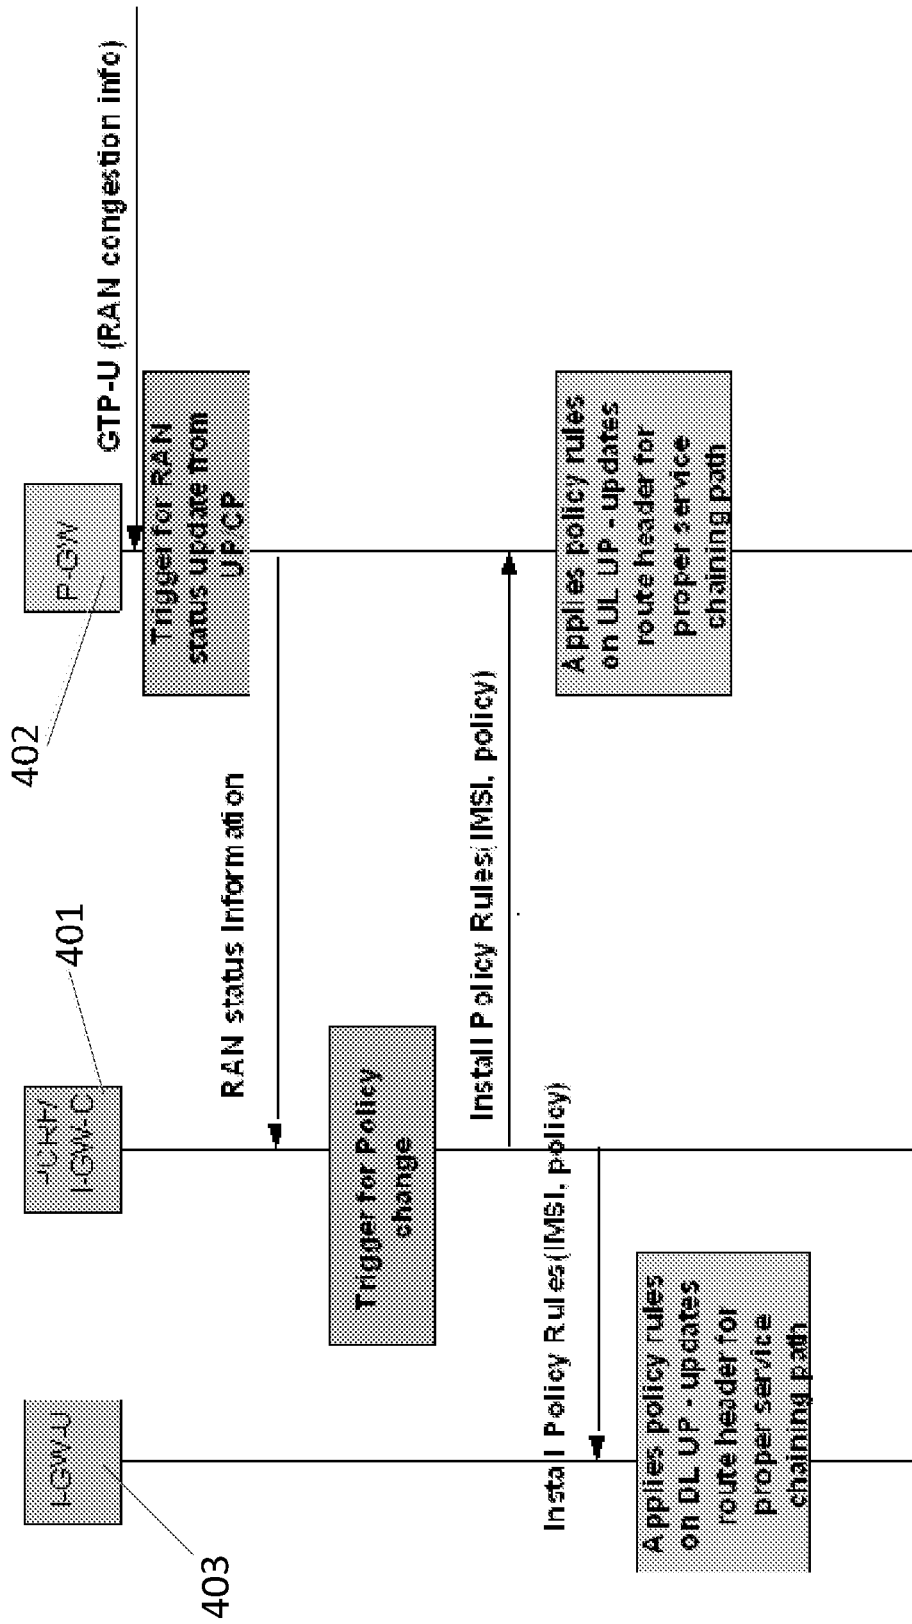 403
I-GW-U
401
PCRF/
I-GW-C
402
P-GW
GTP-U (RAN congestion info)
Trigger for RAN
status update from
UP CP
RAN status Information
Trigger for Policy
change
Install Policy Rules(IMSI, policy)
Install Policy Rules(IMSI, policy)
Applies policy rules
on UL UP - updates
route header for
proper service
chaining path
Applies policy rules
on DL UP - updates
route header for
proper service
chaining path